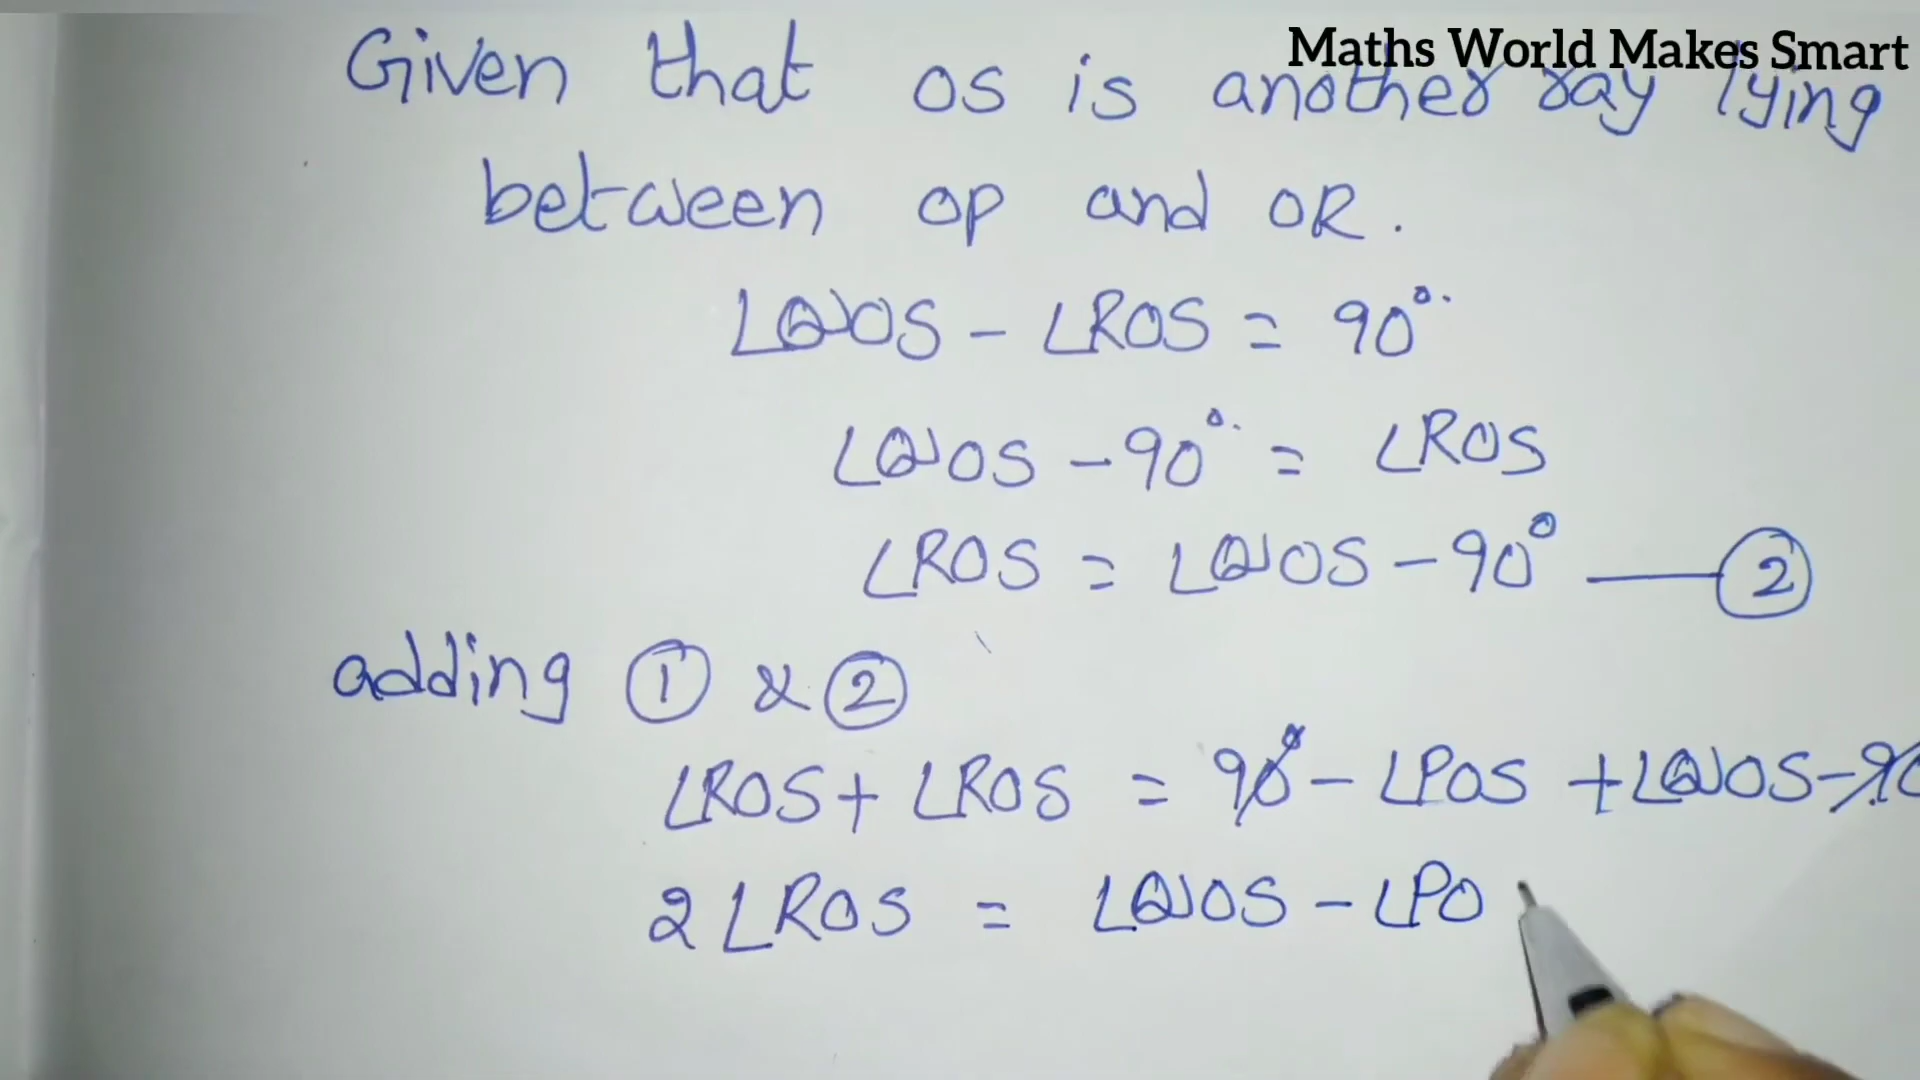 Maths World Makes Smart
Given that OS is another ray lying
between OP and OR.
∠QOS - ∠ROS = 90°.
∠QOS - 90°. = ∠ROS
∠ROS = ∠QOS - 90° — ②
adding ① & ②
∠ROS + ∠ROS = 90° - ∠POS + ∠QOS - 90
2∠ROS = ∠QOS - ∠PO